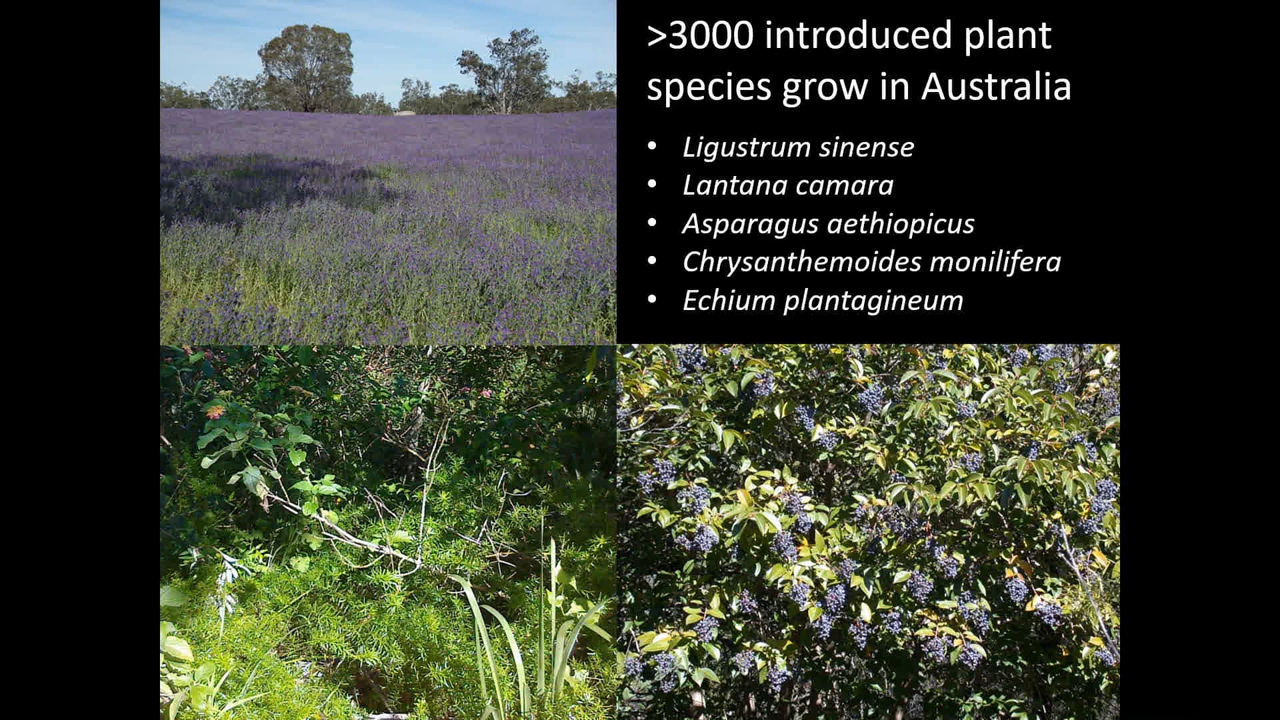 >3000 introduced plant
species grow in Australia
• Ligustrum sinense
• Lantana camara
• Asparagus aethiopicus
• Chrysanthemoides monilifera
• Echium plantagineum